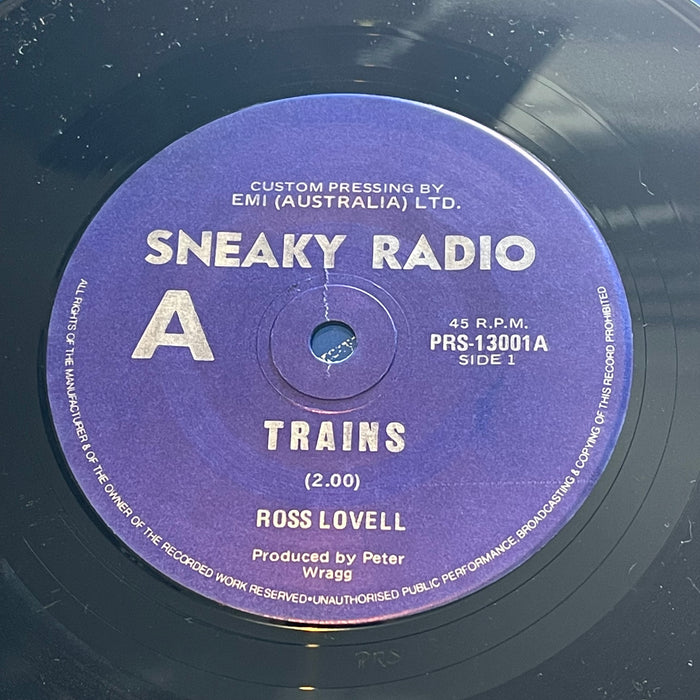 CUSTOM PRESSING BY
EMI (AUSTRALIA) LTD.
SNEAKY RADIO
A
45 R.P.M.
PRS-13001A
SIDE 1
TRAINS
(2.00)
ROSS LOVELL
Produced by Peter
Wragg
ALL RIGHTS OF THE MANUFACTURER & OF THE OWNER OF THE RECORDED WORK RESERVED•UNAUTHORISED PUBLIC PERFORMANCE, BROADCASTING & COPYING OF THIS RECORD PROHIBITED
PRS